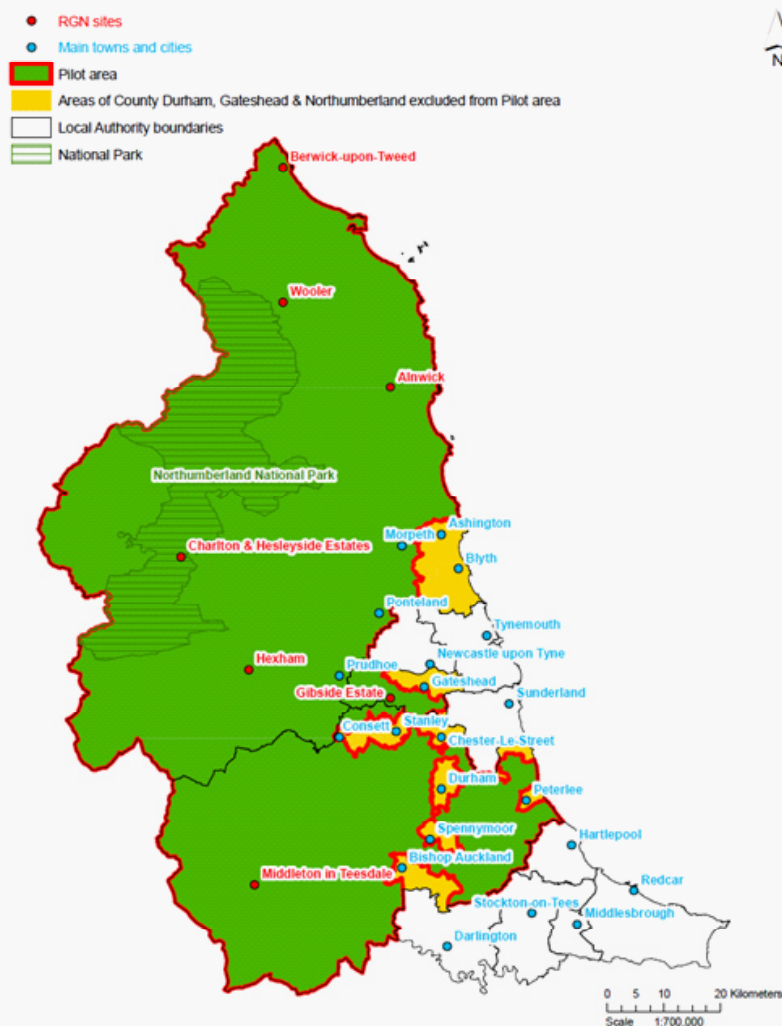 RGN sites
Main towns and cities
Pilot area
Areas of County Durham, Gateshead & Northumberland excluded from Pilot area
Local Authority boundaries
National Park
N
Berwick-upon-Tweed
Wooler
Alnwick
Northumberland National Park
Ashington
Morpeth
Charlton & Hesleyside Estates
Blyth
Ponteland
Tynemouth
Newcastle upon Tyne
Hexham
Prudhoe
Gateshead
Gibside Estate
Sunderland
Stanley
Consett
Chester-Le-Street
Durham
Peterlee
Spennymoor
Hartlepool
Bishop Auckland
Middleton in Teesdale
Redcar
Stockton-on-Tees
Middlesbrough
Darlington
0 5 10 20 Kilometers
Scale 1:700,000